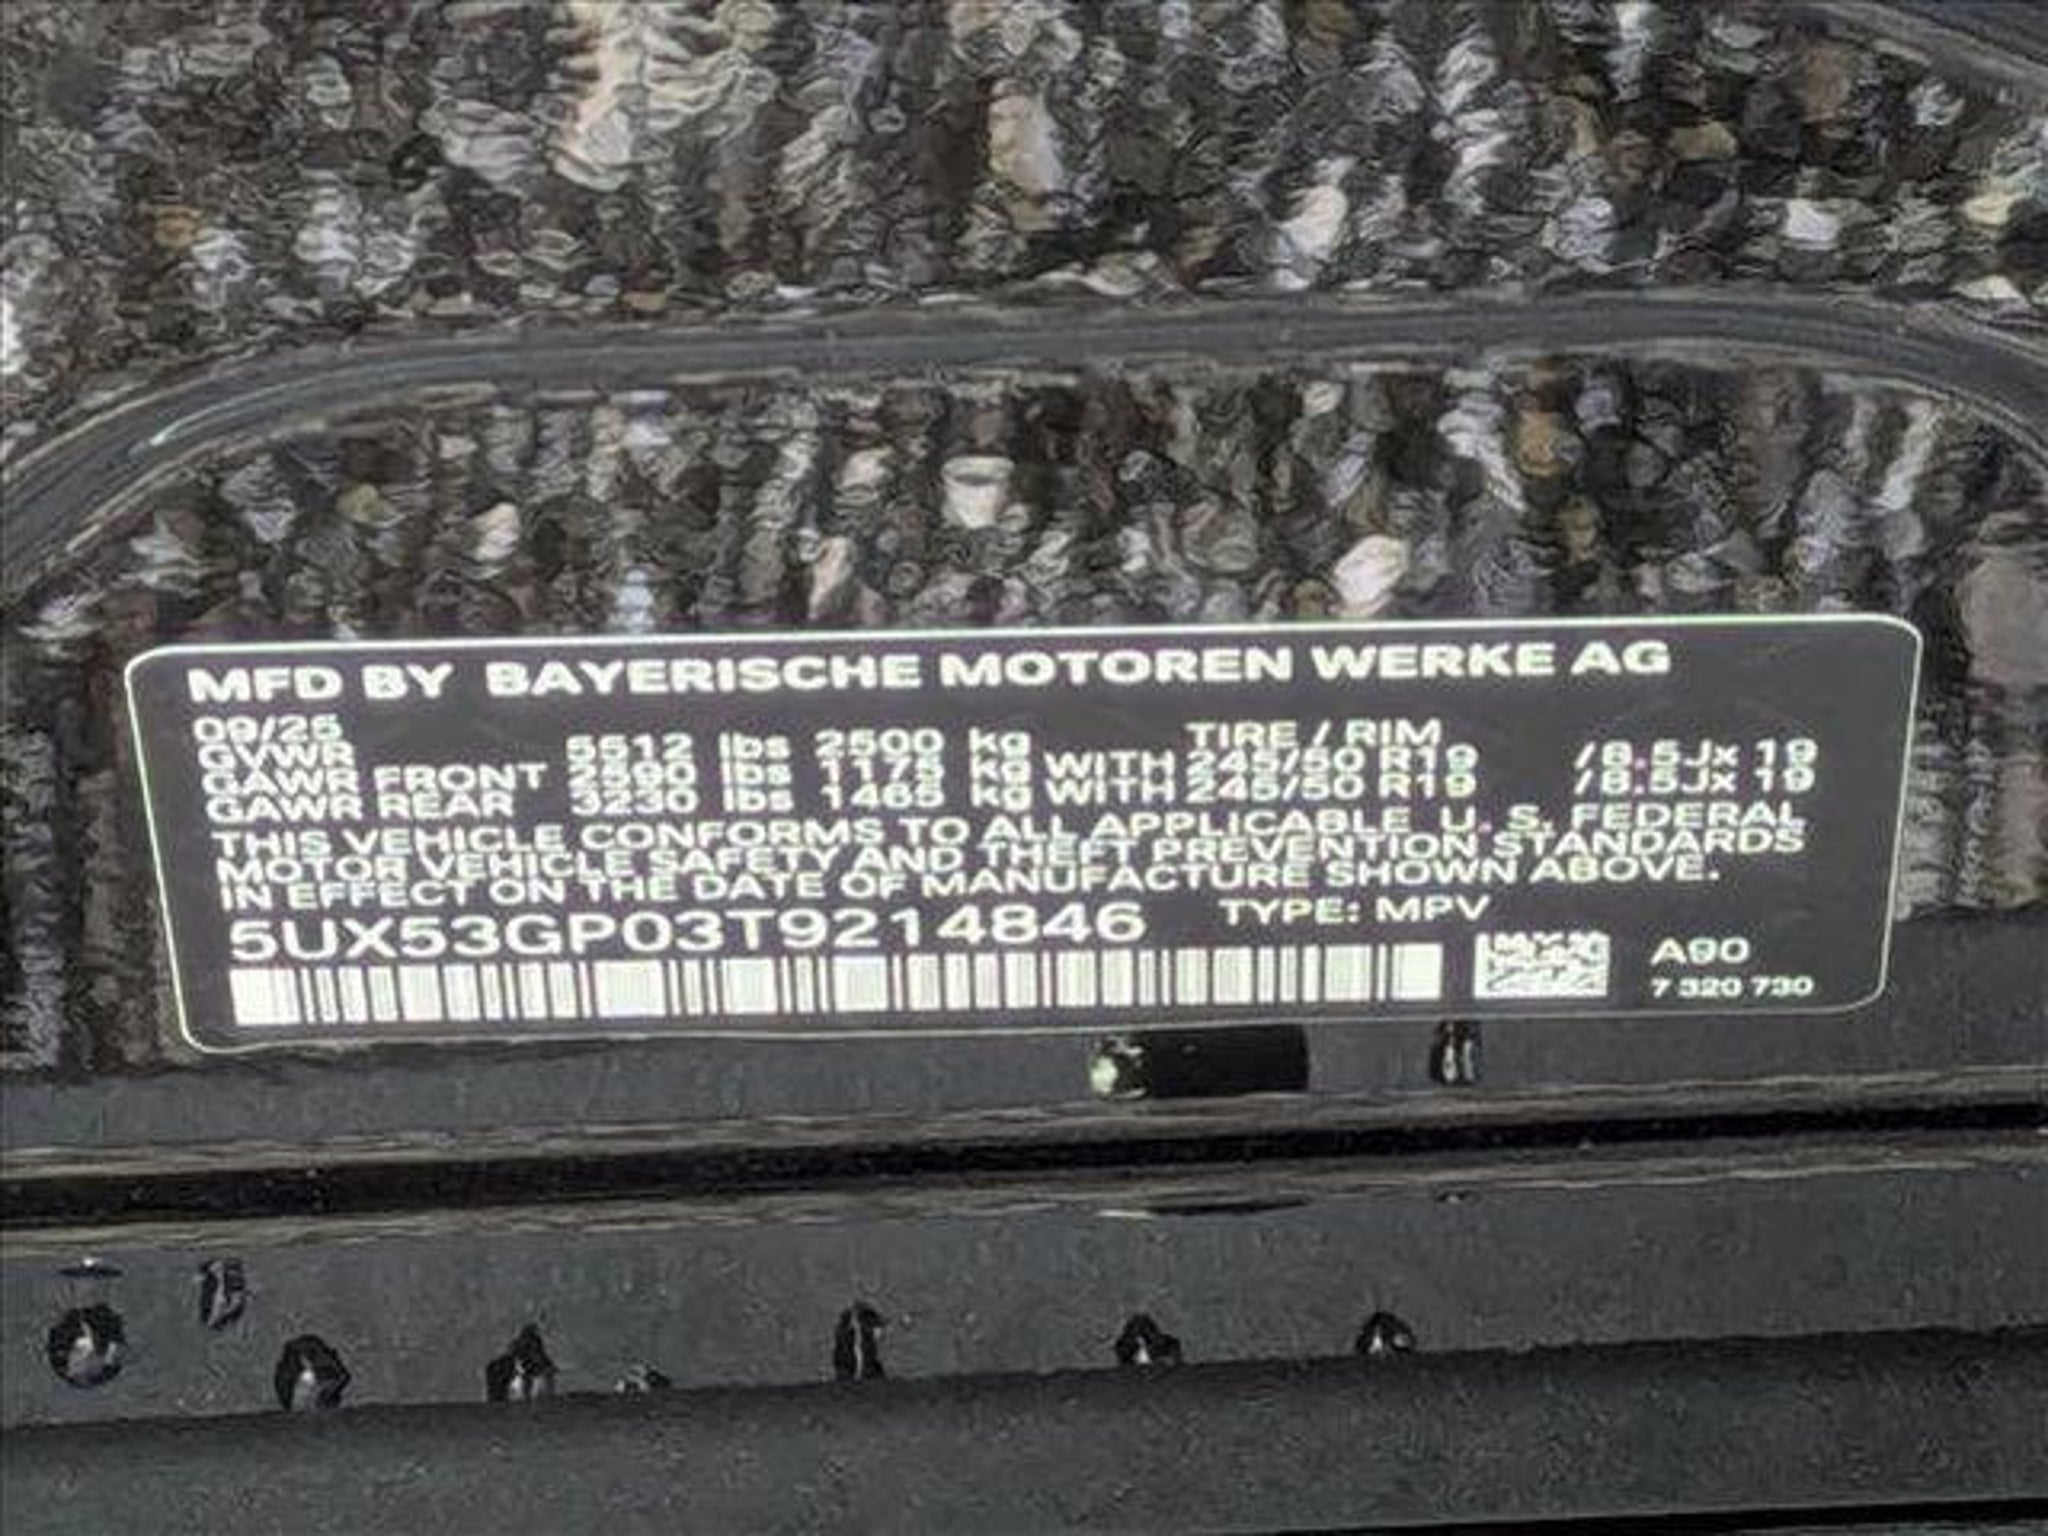 MFD BY BAYERISCHE MOTOREN WERKE AG
09/25 TIRE / RIM
GVWR 5512 lbs 2500 kg
GAWR FRONT 2590 lbs 1175 kg WITH 245/50 R19 /8.5Jx 19
GAWR REAR 3230 lbs 1465 kg WITH 245/50 R19 /8.5Jx 19
THIS VEHICLE CONFORMS TO ALL APPLICABLE U. S. FEDERAL
MOTOR VEHICLE SAFETY AND THEFT PREVENTION STANDARDS
IN EFFECT ON THE DATE OF MANUFACTURE SHOWN ABOVE.
5UX53GP03T9214846 TYPE: MPV
A90
7 320 730